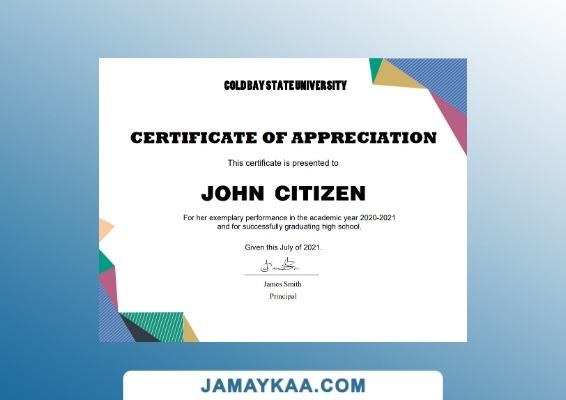 COLD BAY STATE UNIVERSITY
CERTIFICATE OF APPRECIATION
This certificate is presented to
JOHN CITIZEN
For her exemplary performance in the academic year 2020-2021
and for successfully graduating high school.
Given this July of 2021.
James Smith
Principal
JAMAYKAA.COM